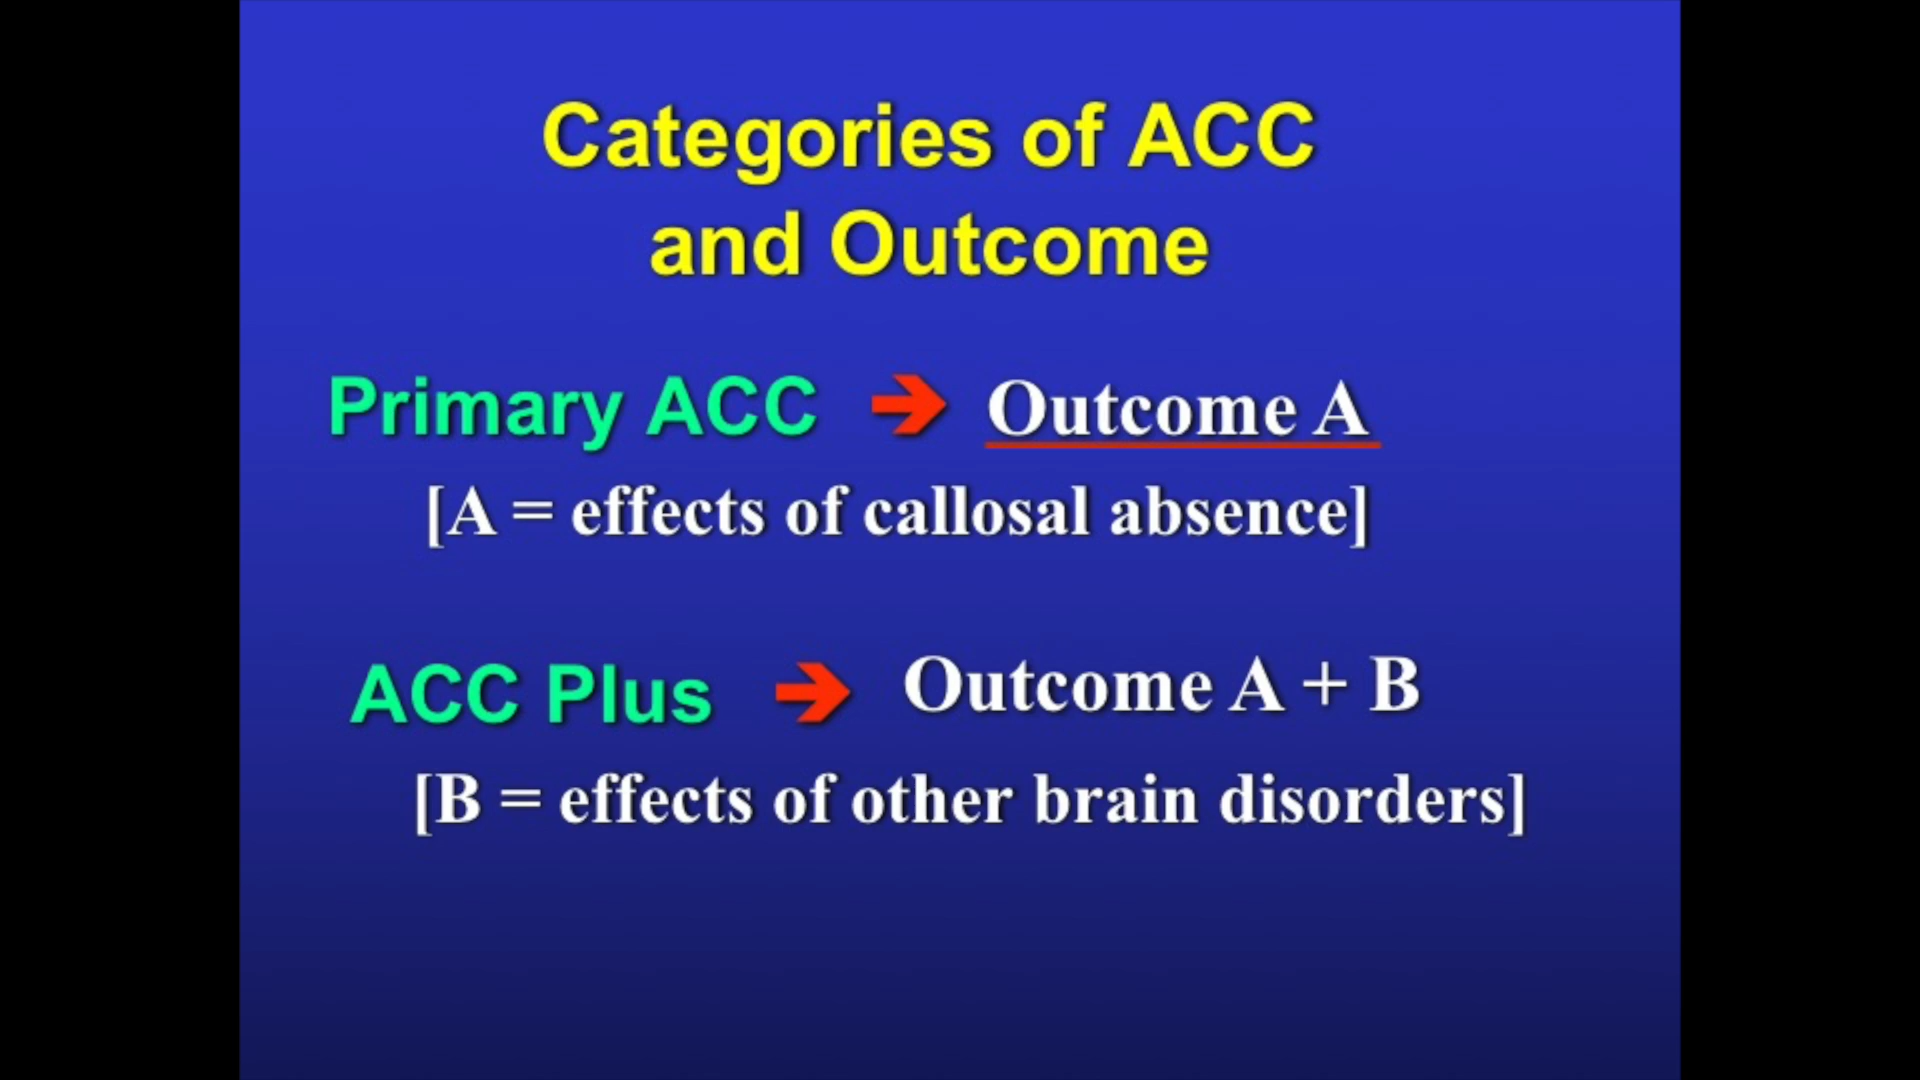 Categories of ACC
and Outcome
Primary ACC ➔ Outcome A
[A = effects of callosal absence]
ACC Plus ➔ Outcome A + B
[B = effects of other brain disorders]